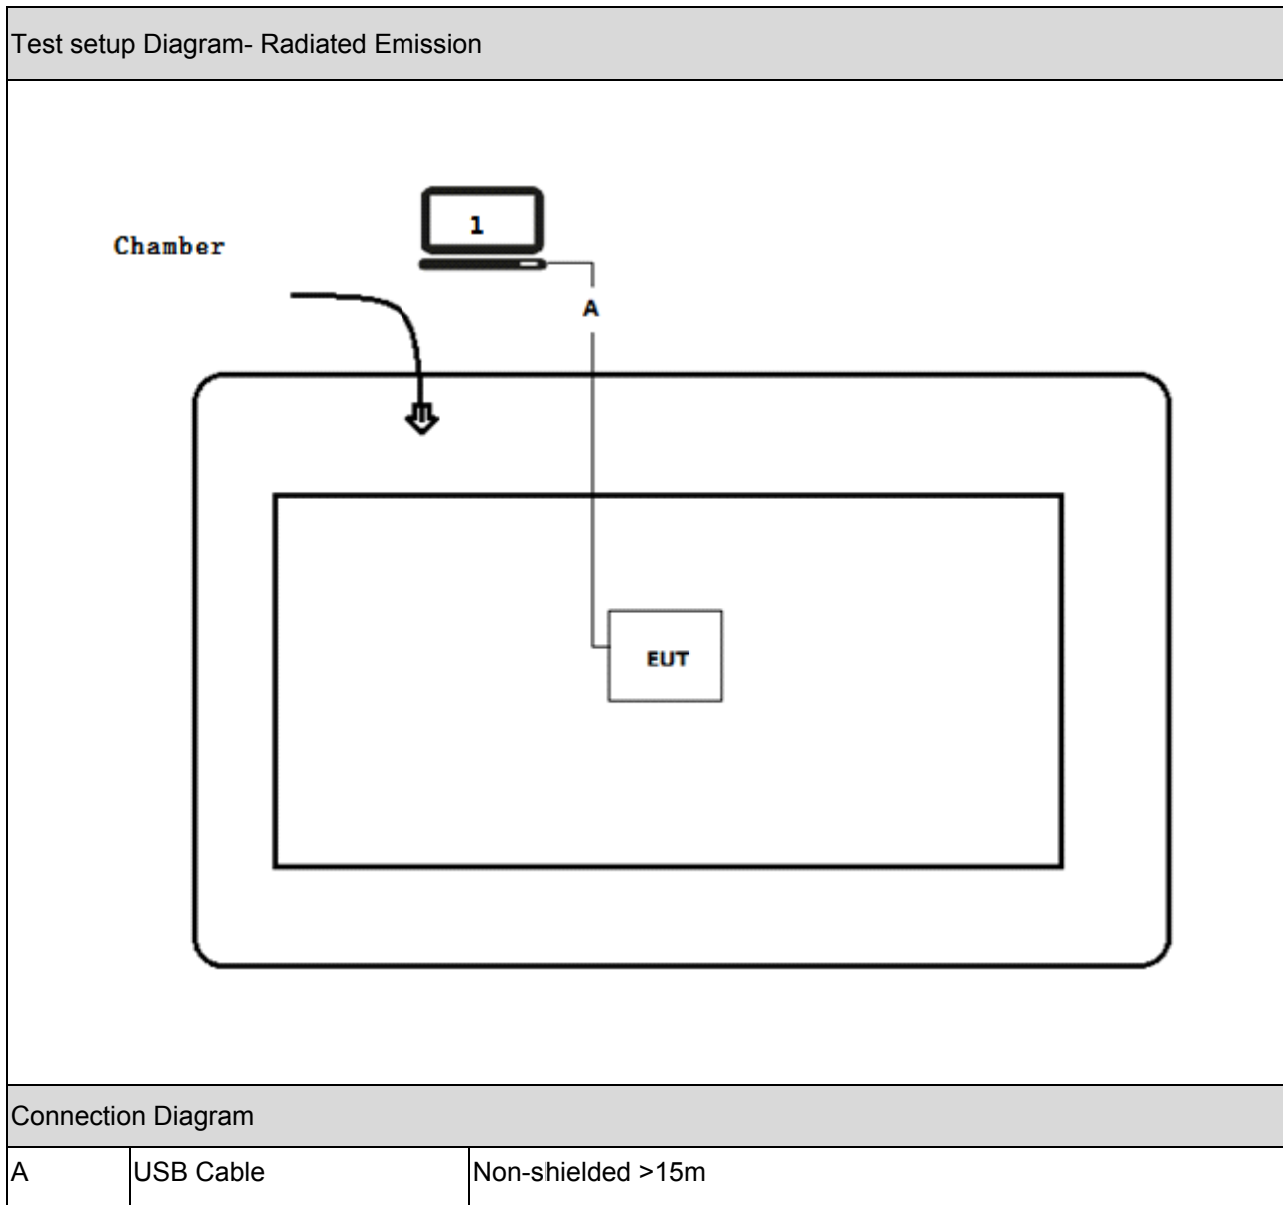 Test setup Diagram- Radiated Emission
1
Chamber
A
EUT
Connection Diagram
A USB Cable Non-shielded >15m